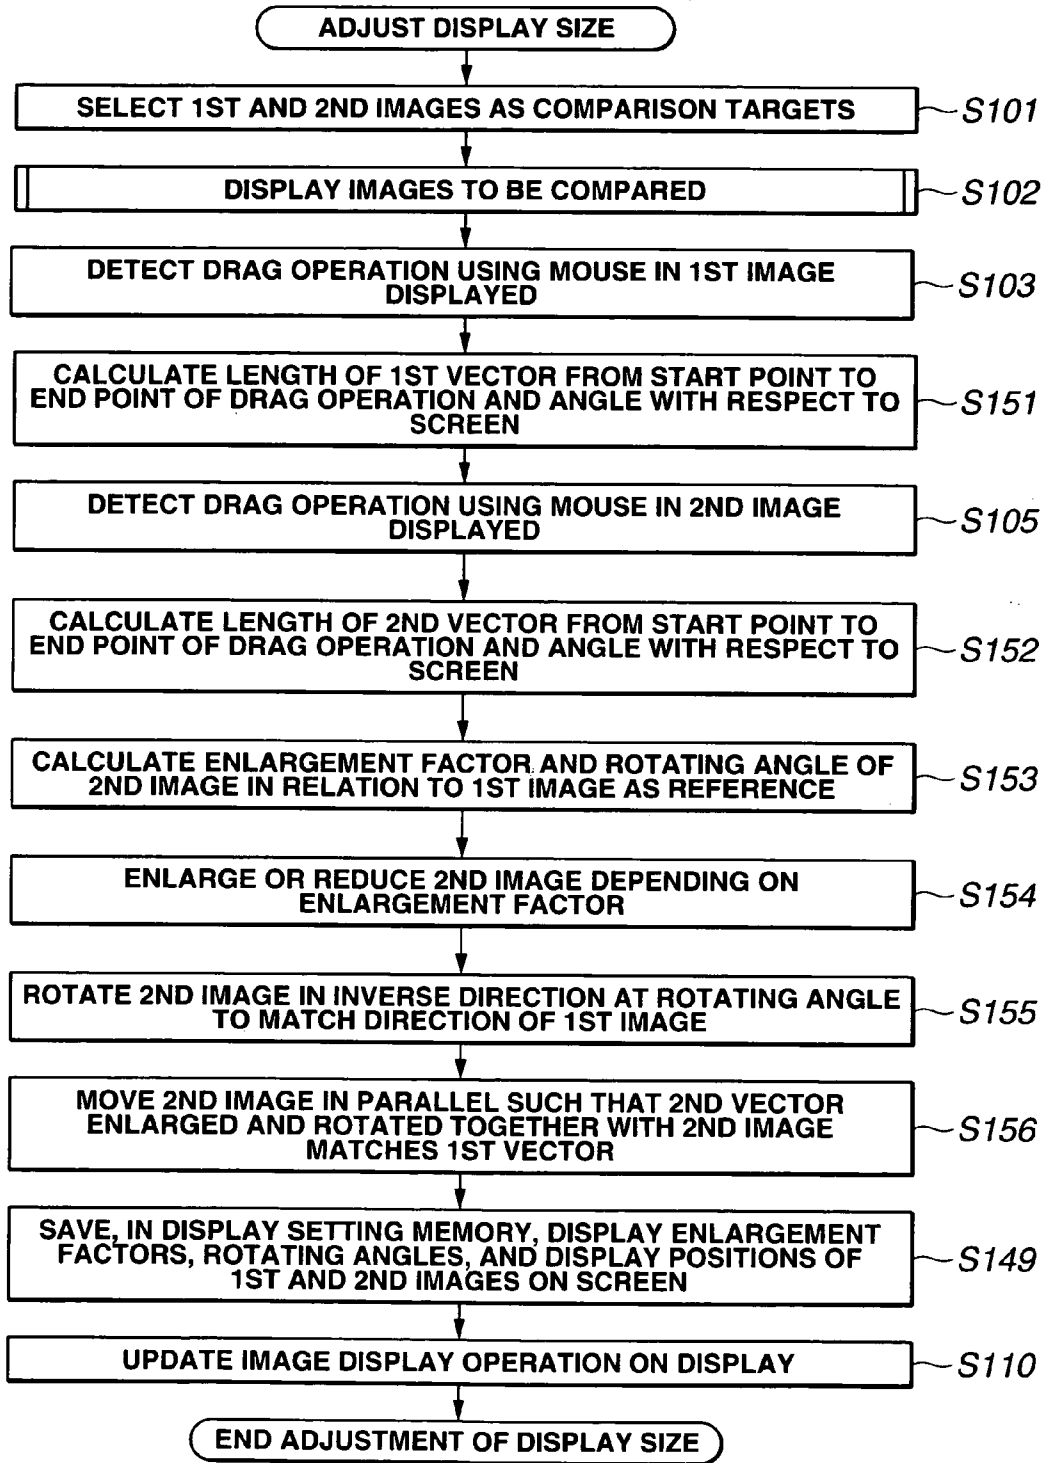 ADJUST DISPLAY SIZE
SELECT 1ST AND 2ND IMAGES AS COMPARISON TARGETS
S101
DISPLAY IMAGES TO BE COMPARED
S102
DETECT DRAG OPERATION USING MOUSE IN 1ST IMAGE
DISPLAYED
S103
CALCULATE LENGTH OF 1ST VECTOR FROM START POINT TO
END POINT OF DRAG OPERATION AND ANGLE WITH RESPECT TO
SCREEN
S151
DETECT DRAG OPERATION USING MOUSE IN 2ND IMAGE
DISPLAYED
S105
CALCULATE LENGTH OF 2ND VECTOR FROM START POINT TO
END POINT OF DRAG OPERATION AND ANGLE WITH RESPECT TO
SCREEN
S152
CALCULATE ENLARGEMENT FACTOR AND ROTATING ANGLE OF
2ND IMAGE IN RELATION TO 1ST IMAGE AS REFERENCE
S153
ENLARGE OR REDUCE 2ND IMAGE DEPENDING ON
ENLARGEMENT FACTOR
S154
ROTATE 2ND IMAGE IN INVERSE DIRECTION AT ROTATING ANGLE
TO MATCH DIRECTION OF 1ST IMAGE
S155
MOVE 2ND IMAGE IN PARALLEL SUCH THAT 2ND VECTOR
ENLARGED AND ROTATED TOGETHER WITH 2ND IMAGE
MATCHES 1ST VECTOR
S156
SAVE, IN DISPLAY SETTING MEMORY, DISPLAY ENLARGEMENT
FACTORS, ROTATING ANGLES, AND DISPLAY POSITIONS OF
1ST AND 2ND IMAGES ON SCREEN
S149
UPDATE IMAGE DISPLAY OPERATION ON DISPLAY
S110
END ADJUSTMENT OF DISPLAY SIZE